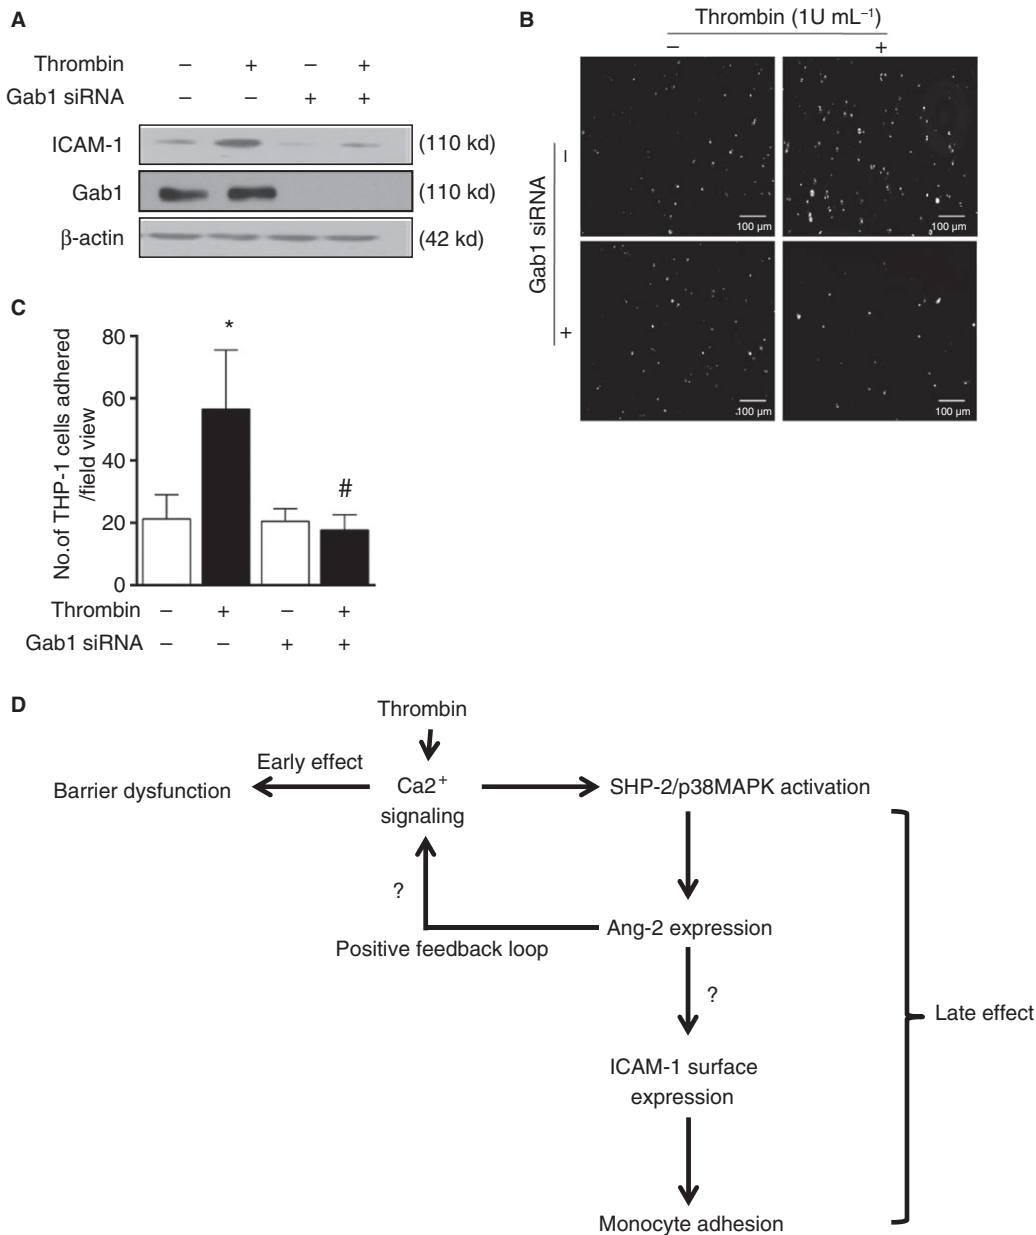 A
Thrombin – + – +
Gab1 siRNA – – + +
ICAM-1 (110 kd)
Gab1 (110 kd)
β-actin (42 kd)
B
Thrombin (1U mL⁻¹)
– +
Gab1 siRNA
–
+
100 µm
100 µm
100 µm
100 µm
C
No.of THP-1 cells adhered
/field view
80
60
40
20
0
*
#
Thrombin – + – +
Gab1 siRNA – – + +
D
Thrombin
Early effect
Barrier dysfunction
Ca2⁺
signaling
SHP-2/p38MAPK activation
?
Ang-2 expression
Positive feedback loop
?
Late effect
ICAM-1 surface
expression
Monocyte adhesion